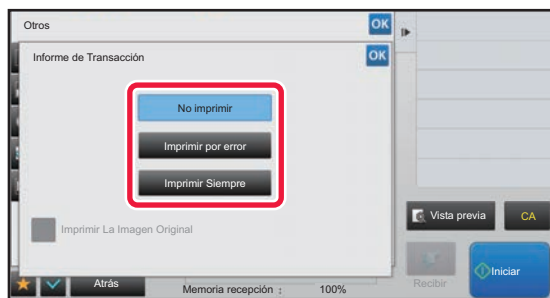 Otros
OK
Informe de Transacción
OK
No imprimir
Imprimir por error
Imprimir Siempre
Imprimir La Imagen Original
Vista previa
CA
Atrás
Memoria recepción : 100%
Recibir
Iniciar